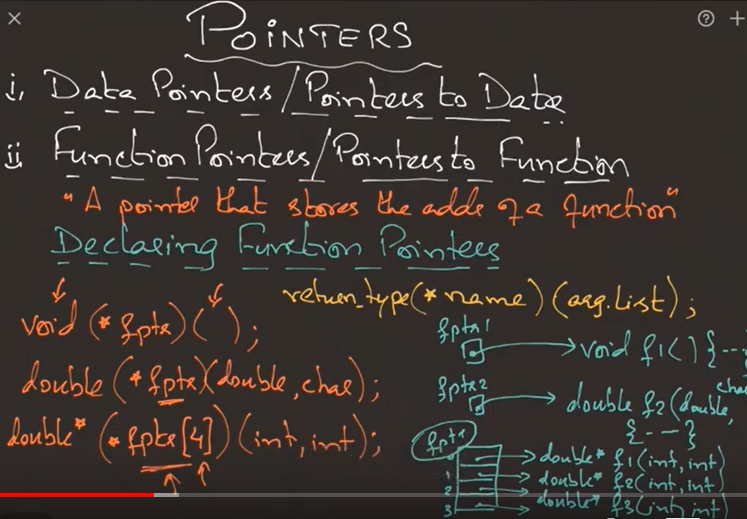 POINTERS
i, Data Pointers/Pointers to Data
ii Function Pointers/Pointers to Function
"A pointer that stores the addr of a function"
Declaring Function Pointers
return_type(* name)(arg.list);
void (* fptr)( );
fptr1
void f1( ) {---
double (* fptr)(double, char);
fptr2
double f2(double, char
{---}
double* (* fptr[4])(int, int);
fptr
double* f1(int, int)
1 double* f2(int, int)
2 double* f3(int, int)
3